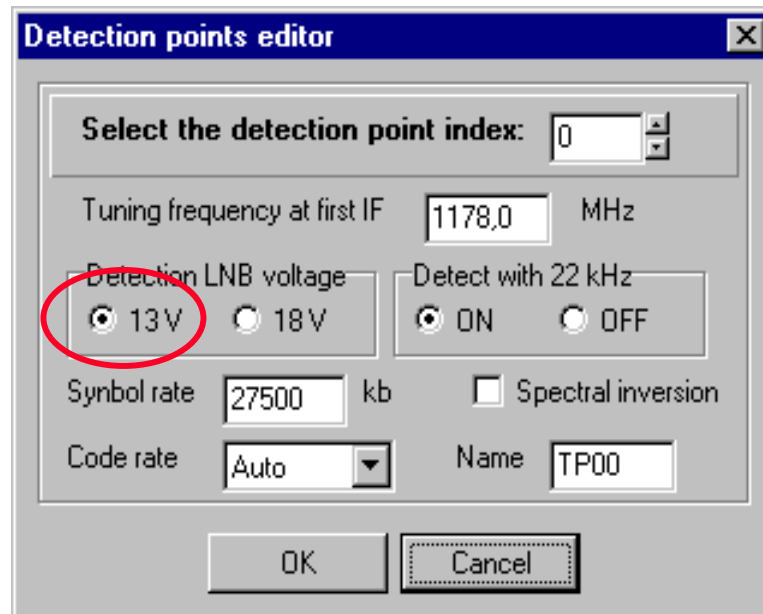 Detection points editor
Select the detection point index: 0
Tuning frequency at first IF 1178,0 MHz
Detection LNB voltage Detect with 22 kHz
13 V 18 V ON OFF
Synbol rate 27500 kb Spectral inversion
Code rate Auto Name TP00
OK Cancel